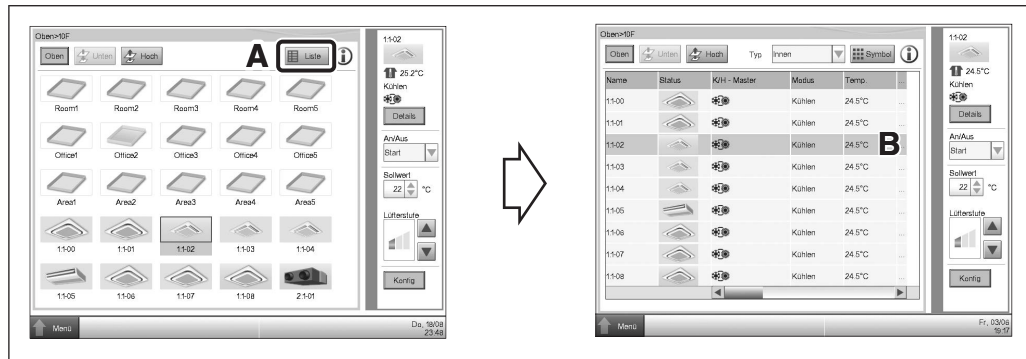 Oben>10F
Oben Unten Hoch A Liste
Room1 Room2 Room3 Room4 Room5
Office1 Office2 Office3 Office4 Office5
Area1 Area2 Area3 Area4 Area5
1:1-00 1:1-01 1:1-02 1:1-03 1:1-04
1:1-05 1:1-06 1:1-07 1:1-08 2:1-01
1:1-02
25.2°C
Kühlen
Details
An/Aus
Start
Sollwert
22 °C
Lüfterstufe
Konfig
Menü
Do, 18/08
23:48
Oben>10F
Oben Unten Hoch Typ Innen Symbol
Name Status K/H - Master Modus Temp. ...
1:1-00 Kühlen 24.5°C ...
1:1-01 Kühlen 24.5°C ...
1:1-02 Kühlen 24.5°C B ...
1:1-03 Kühlen 24.5°C ...
1:1-04 Kühlen 24.5°C ...
1:1-05 Kühlen 24.5°C ...
1:1-06 Kühlen 24.5°C ...
1:1-07 Kühlen 24.5°C ...
1:1-08 Kühlen 24.5°C ...
1:1-02
24.5°C
Kühlen
Details
An/Aus
Start
Sollwert
22 °C
Lüfterstufe
Konfig
Menü
Fr, 03/06
19:17